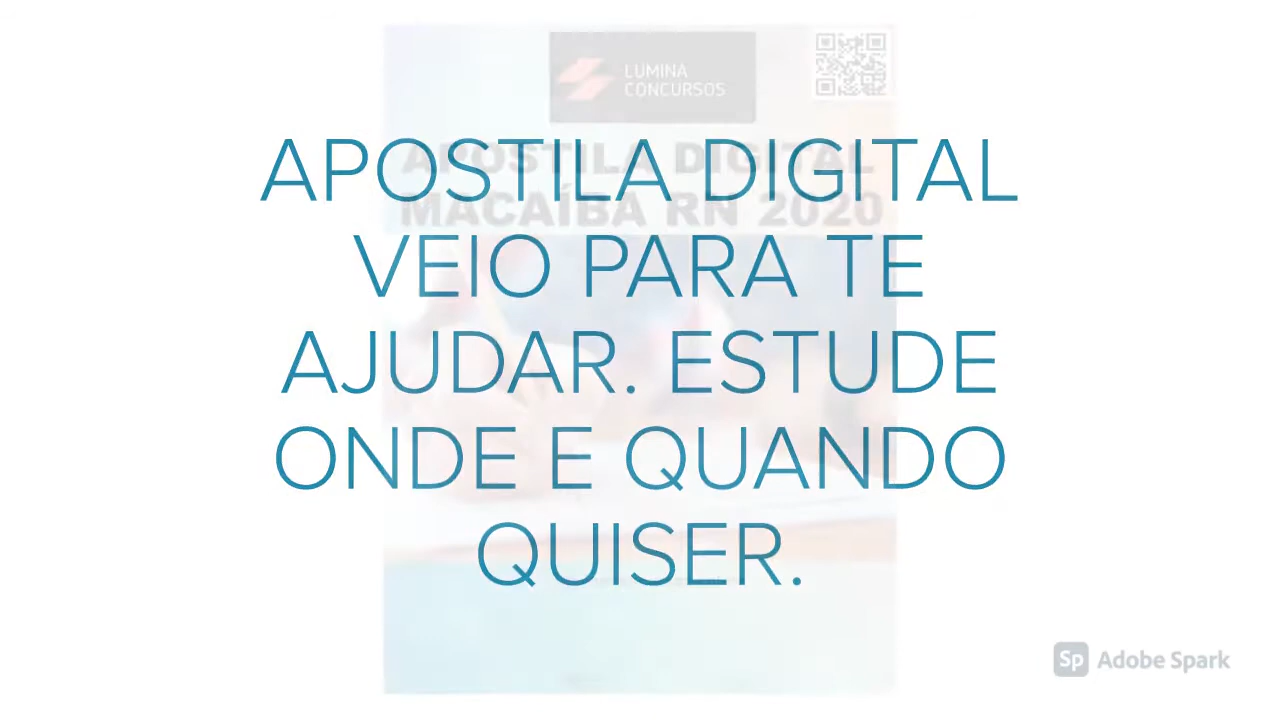 LUMINA
CONCURSOS
APOSTILA DIGITAL
MACAÍBA RN 2020
APOSTILA DIGITAL
VEIO PARA TE
AJUDAR. ESTUDE
ONDE E QUANDO
QUISER.
Sp Adobe Spark